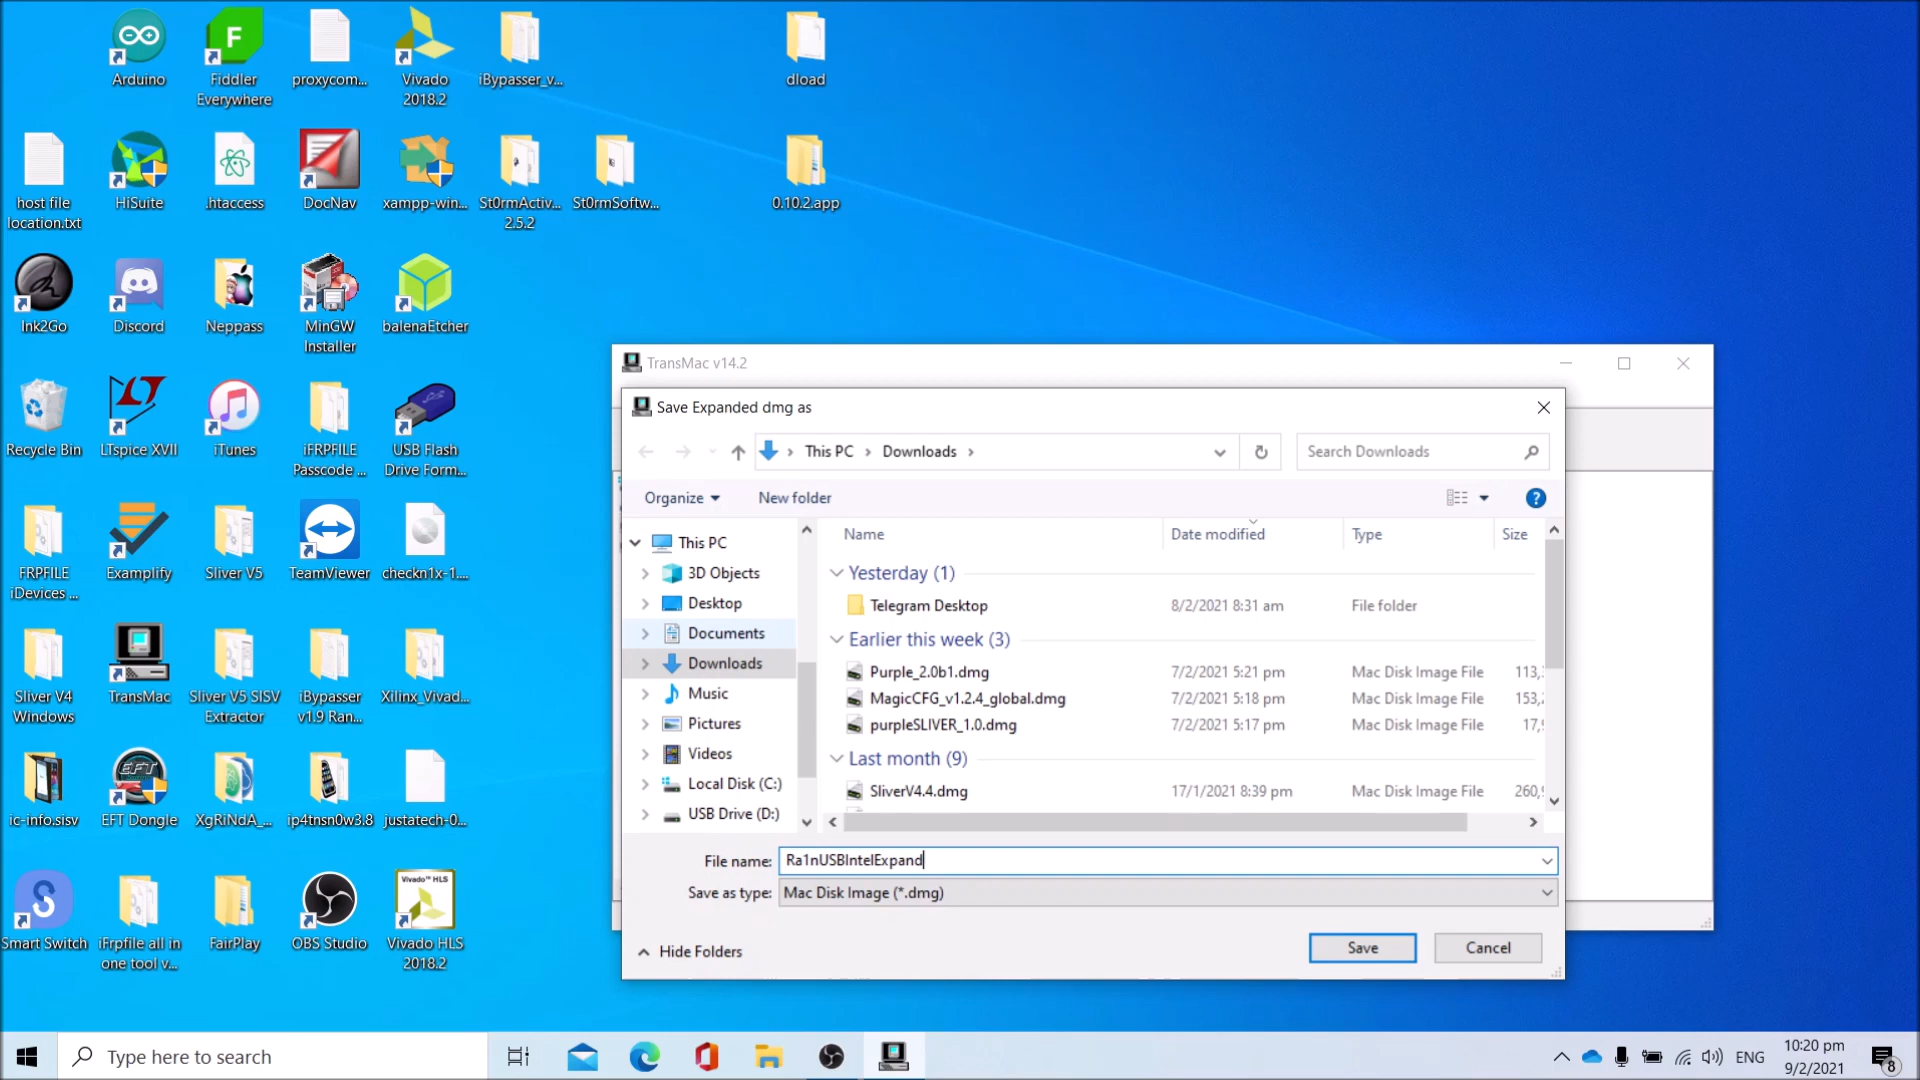 Arduino
Fiddler
Everywhere
proxycom...
Vivado
2018.2
iBypasser_v...
dload
host file
location.txt
HiSuite
.htaccess
DocNav
xampp-win...
St0rmActiv...
2.5.2
St0rmSoftw...
0.10.2.app
Ink2Go
Discord
Neppass
MinGW
Installer
balenaEtcher
Recycle Bin
LTspice XVII
iTunes
iFRPFILE
Passcode ...
USB Flash
Drive Form...
FRPFILE
iDevices ...
Examplify
Sliver V5
TeamViewer
checkn1x-1....
Sliver V4
Windows
TransMac
Sliver V5 SISV
Extractor
iBypasser
v1.9 Ran...
Xilinx_Vivad...
ic-info.sisv
EFT
EFT Dongle
XgRiNdA_...
ip4tnsn0w3.8
justatech-0...
Smart Switch
iFrpfile all in
one tool v...
FairPlay
OBS Studio
Vivado™ HLS
Vivado HLS
2018.2
TransMac v14.2
Save Expanded dmg as
This PC
Downloads
Search Downloads
Organize
New folder
This PC
3D Objects
Desktop
Documents
Downloads
Music
Pictures
Videos
Local Disk (C:)
USB Drive (D:)
Name Date modified Type Size
Yesterday (1)
Telegram Desktop 8/2/2021 8:31 am File folder
Earlier this week (3)
Purple_2.0b1.dmg 7/2/2021 5:21 pm Mac Disk Image File 113,
MagicCFG_v1.2.4_global.dmg 7/2/2021 5:18 pm Mac Disk Image File 153,
purpleSLIVER_1.0.dmg 7/2/2021 5:17 pm Mac Disk Image File 17,
Last month (9)
SliverV4.4.dmg 17/1/2021 8:39 pm Mac Disk Image File 260,
File name: Ra1nUSBIntelExpand
Save as type: Mac Disk Image (*.dmg)
Hide Folders
Save
Cancel
Type here to search
ENG
10:20 pm
9/2/2021
8